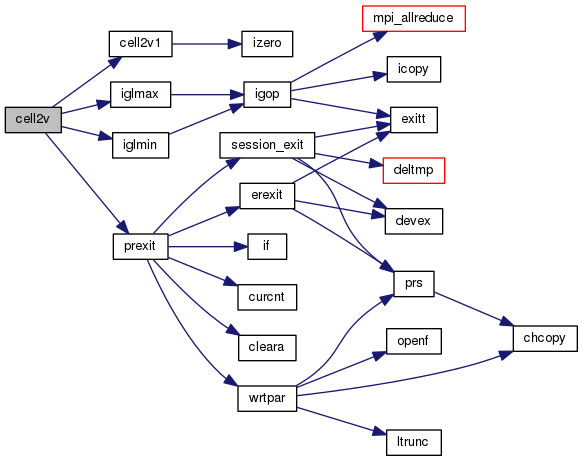 mpi_allreduce
cell2v1
izero
icopy
iglmax
igop
cell2v
exitt
iglmin
session_exit
deltmp
erexit
devex
prexit
if
prs
curcnt
openf
chcopy
cleara
wrtpar
ltrunc